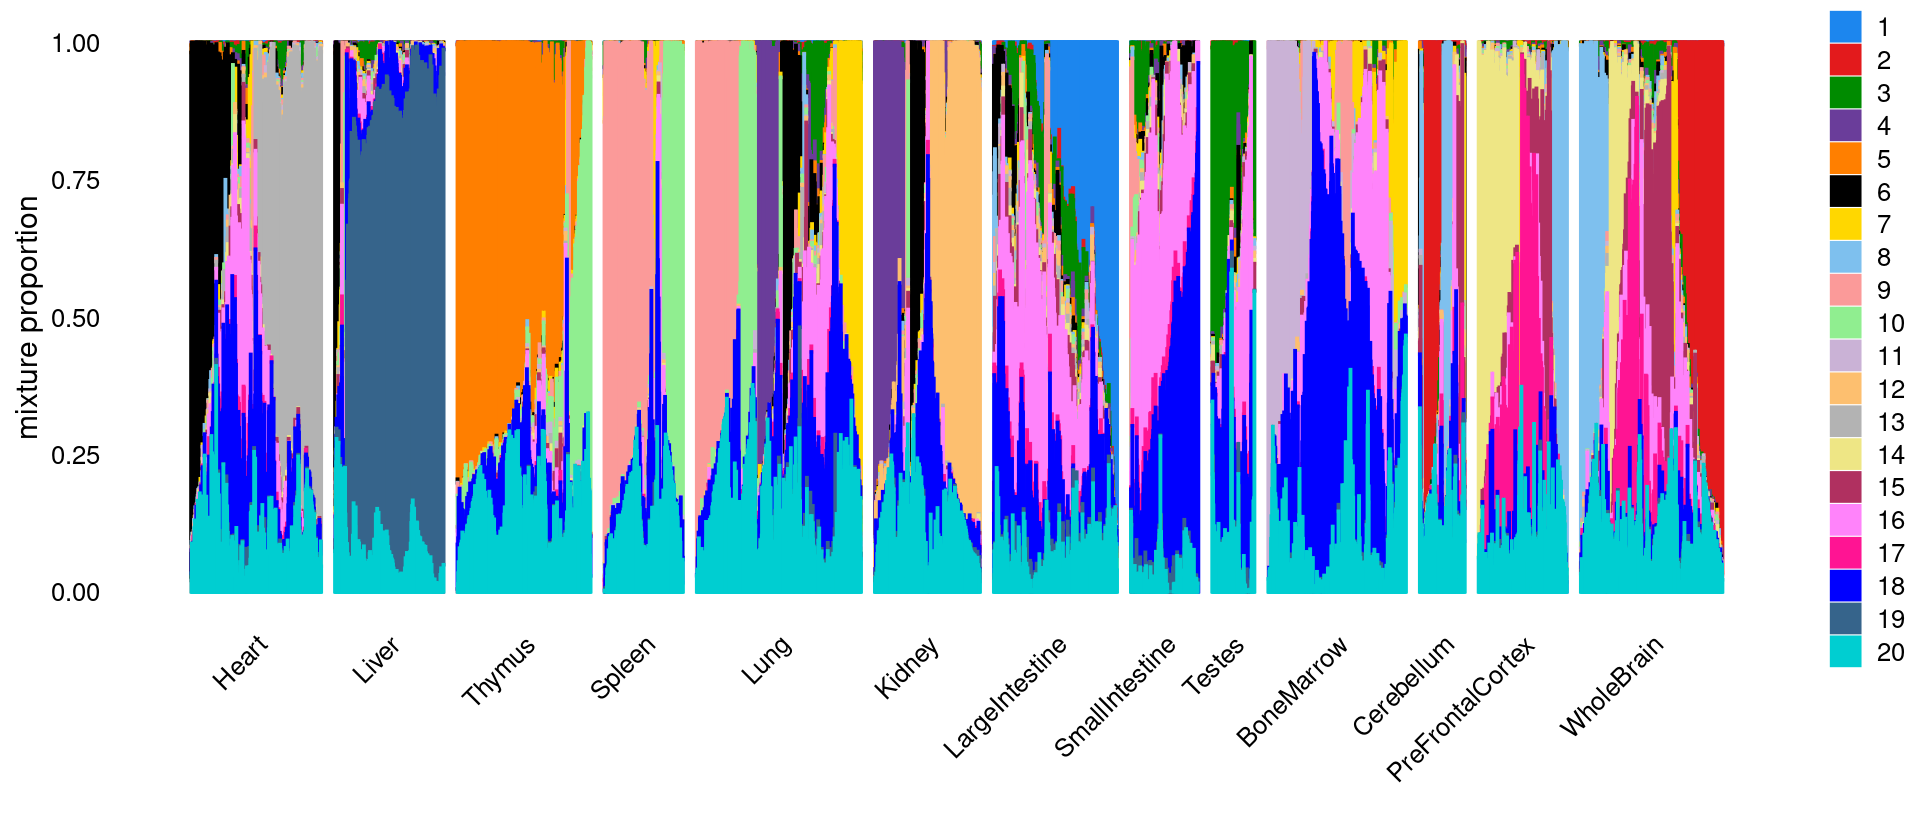 mixture proportion
1.00
0.75
0.50
0.25
0.00
Heart
Liver
Thymus
Spleen
Lung
Kidney
LargeIntestine
SmallIntestine
Testes
BoneMarrow
Cerebellum
PreFrontalCortex
WholeBrain
1
2
3
4
5
6
7
8
9
10
11
12
13
14
15
16
17
18
19
20